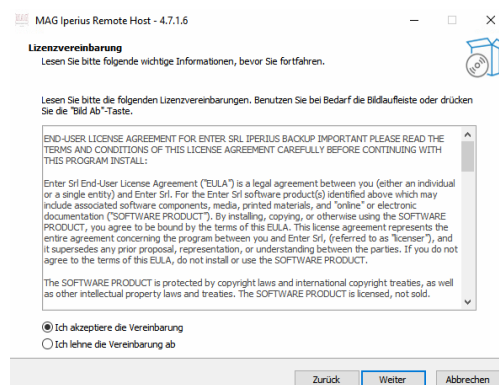 MAG Iperius Remote Host - 4.7.1.6
Lizenzvereinbarung
Lesen Sie bitte folgende wichtige Informationen, bevor Sie fortfahren.
Lesen Sie bitte die folgenden Lizenzvereinbarungen. Benutzen Sie bei Bedarf die Bildlaufleiste oder drücken
Sie die "Bild Ab"-Taste.
END-USER LICENSE AGREEMENT FOR ENTER SRL IPERIUS BACKUP IMPORTANT PLEASE READ THE
TERMS AND CONDITIONS OF THIS LICENSE AGREEMENT CAREFULLY BEFORE CONTINUING WITH
THIS PROGRAM INSTALL:
Enter Srl End-User License Agreement ("EULA") is a legal agreement between you (either an individual
or a single entity) and Enter Srl. For the Enter Srl software product(s) identified above which may
include associated software components, media, printed materials, and "online" or electronic
documentation ("SOFTWARE PRODUCT"). By installing, copying, or otherwise using the SOFTWARE
PRODUCT, you agree to be bound by the terms of this EULA. This license agreement represents the
entire agreement concerning the program between you and Enter Srl, (referred to as "licenser"), and
it supersedes any prior proposal, representation, or understanding between the parties. If you do not
agree to the terms of this EULA, do not install or use the SOFTWARE PRODUCT.
The SOFTWARE PRODUCT is protected by copyright laws and international copyright treaties, as well
as other intellectual property laws and treaties. The SOFTWARE PRODUCT is licensed, not sold.
Ich akzeptiere die Vereinbarung
Ich lehne die Vereinbarung ab
Zurück Weiter Abbrechen